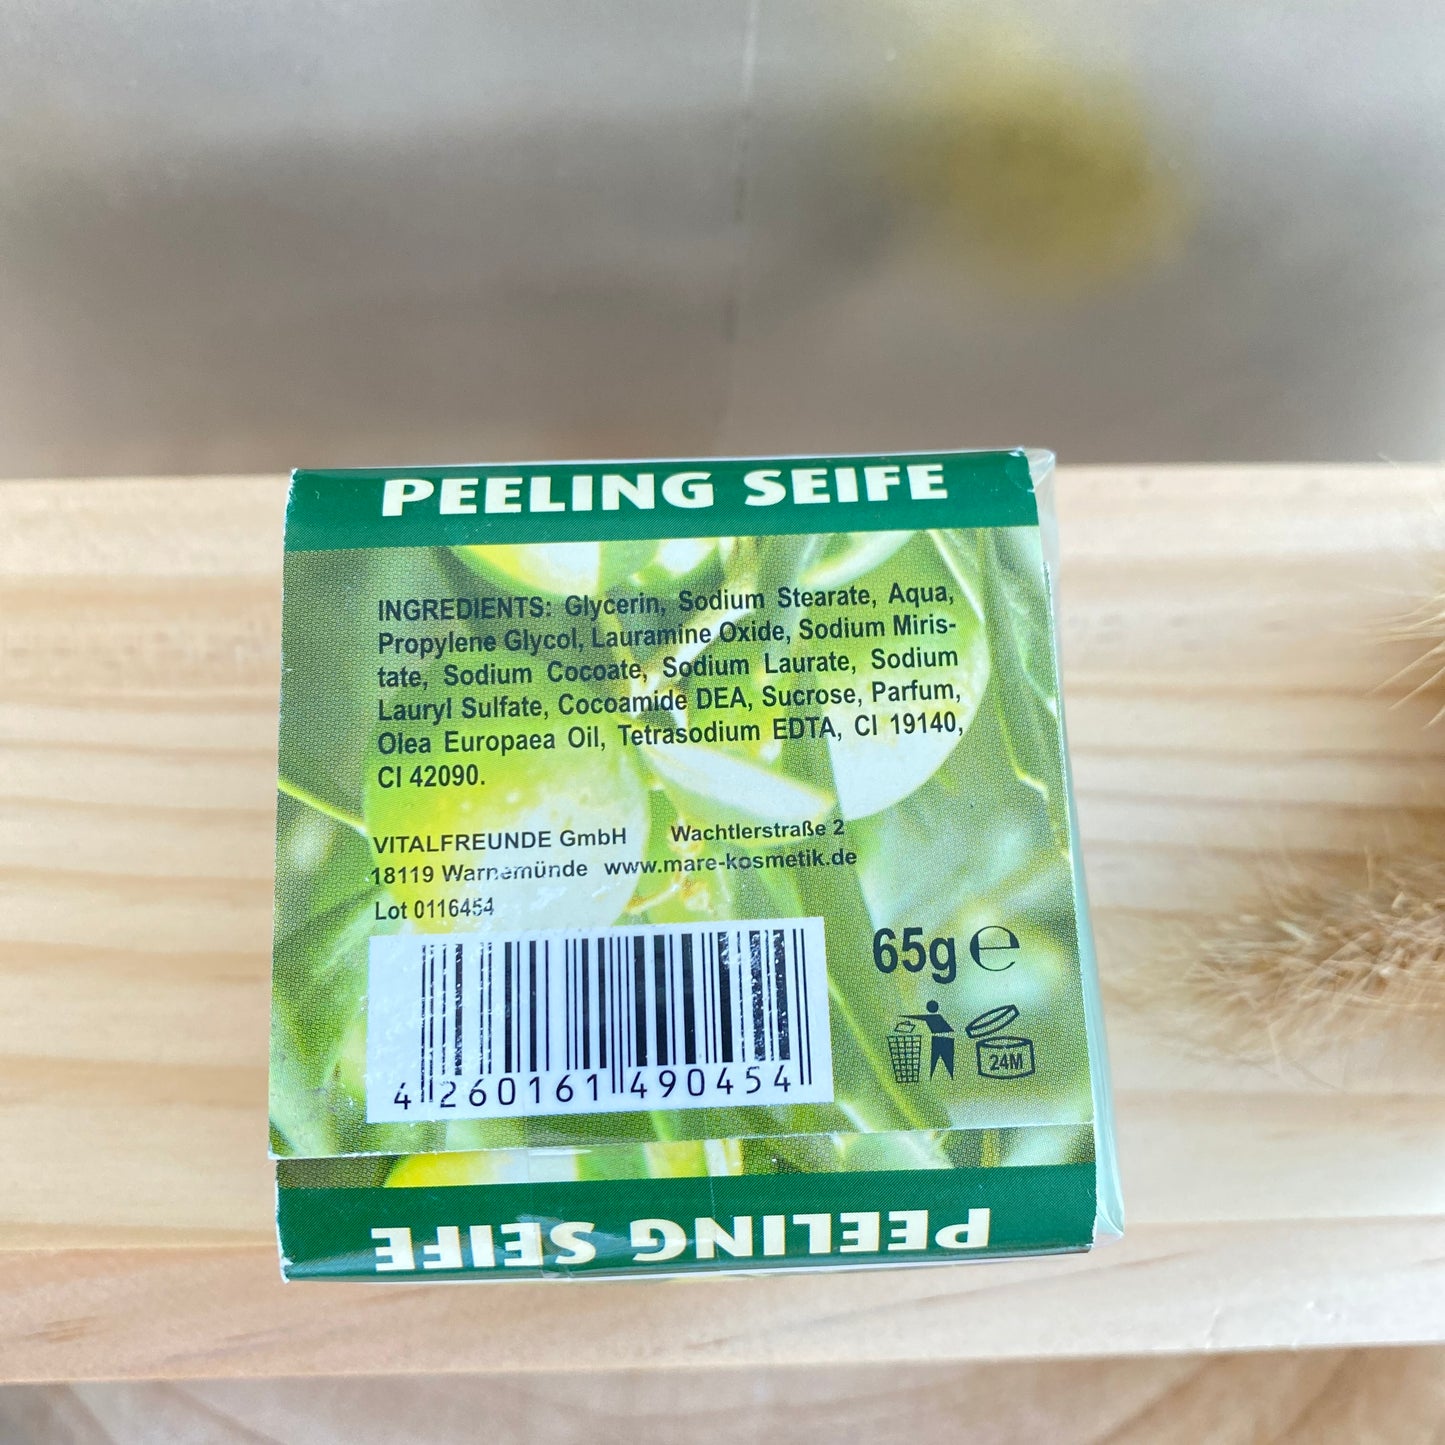 PEELING SEIFE
INGREDIENTS: Glycerin, Sodium Stearate, Aqua,
Propylene Glycol, Lauramine Oxide, Sodium Miris-
tate, Sodium Cocoate, Sodium Laurate, Sodium
Lauryl Sulfate, Cocoamide DEA, Sucrose, Parfum,
Olea Europaea Oil, Tetrasodium EDTA, CI 19140,
CI 42090.
VITALFREUNDE GmbH Wachtlerstraße 2
18119 Warnemünde www.mare-kosmetik.de
Lot 0116454
65g ℮
24M
4 260161 490454
PEELING SEIFE